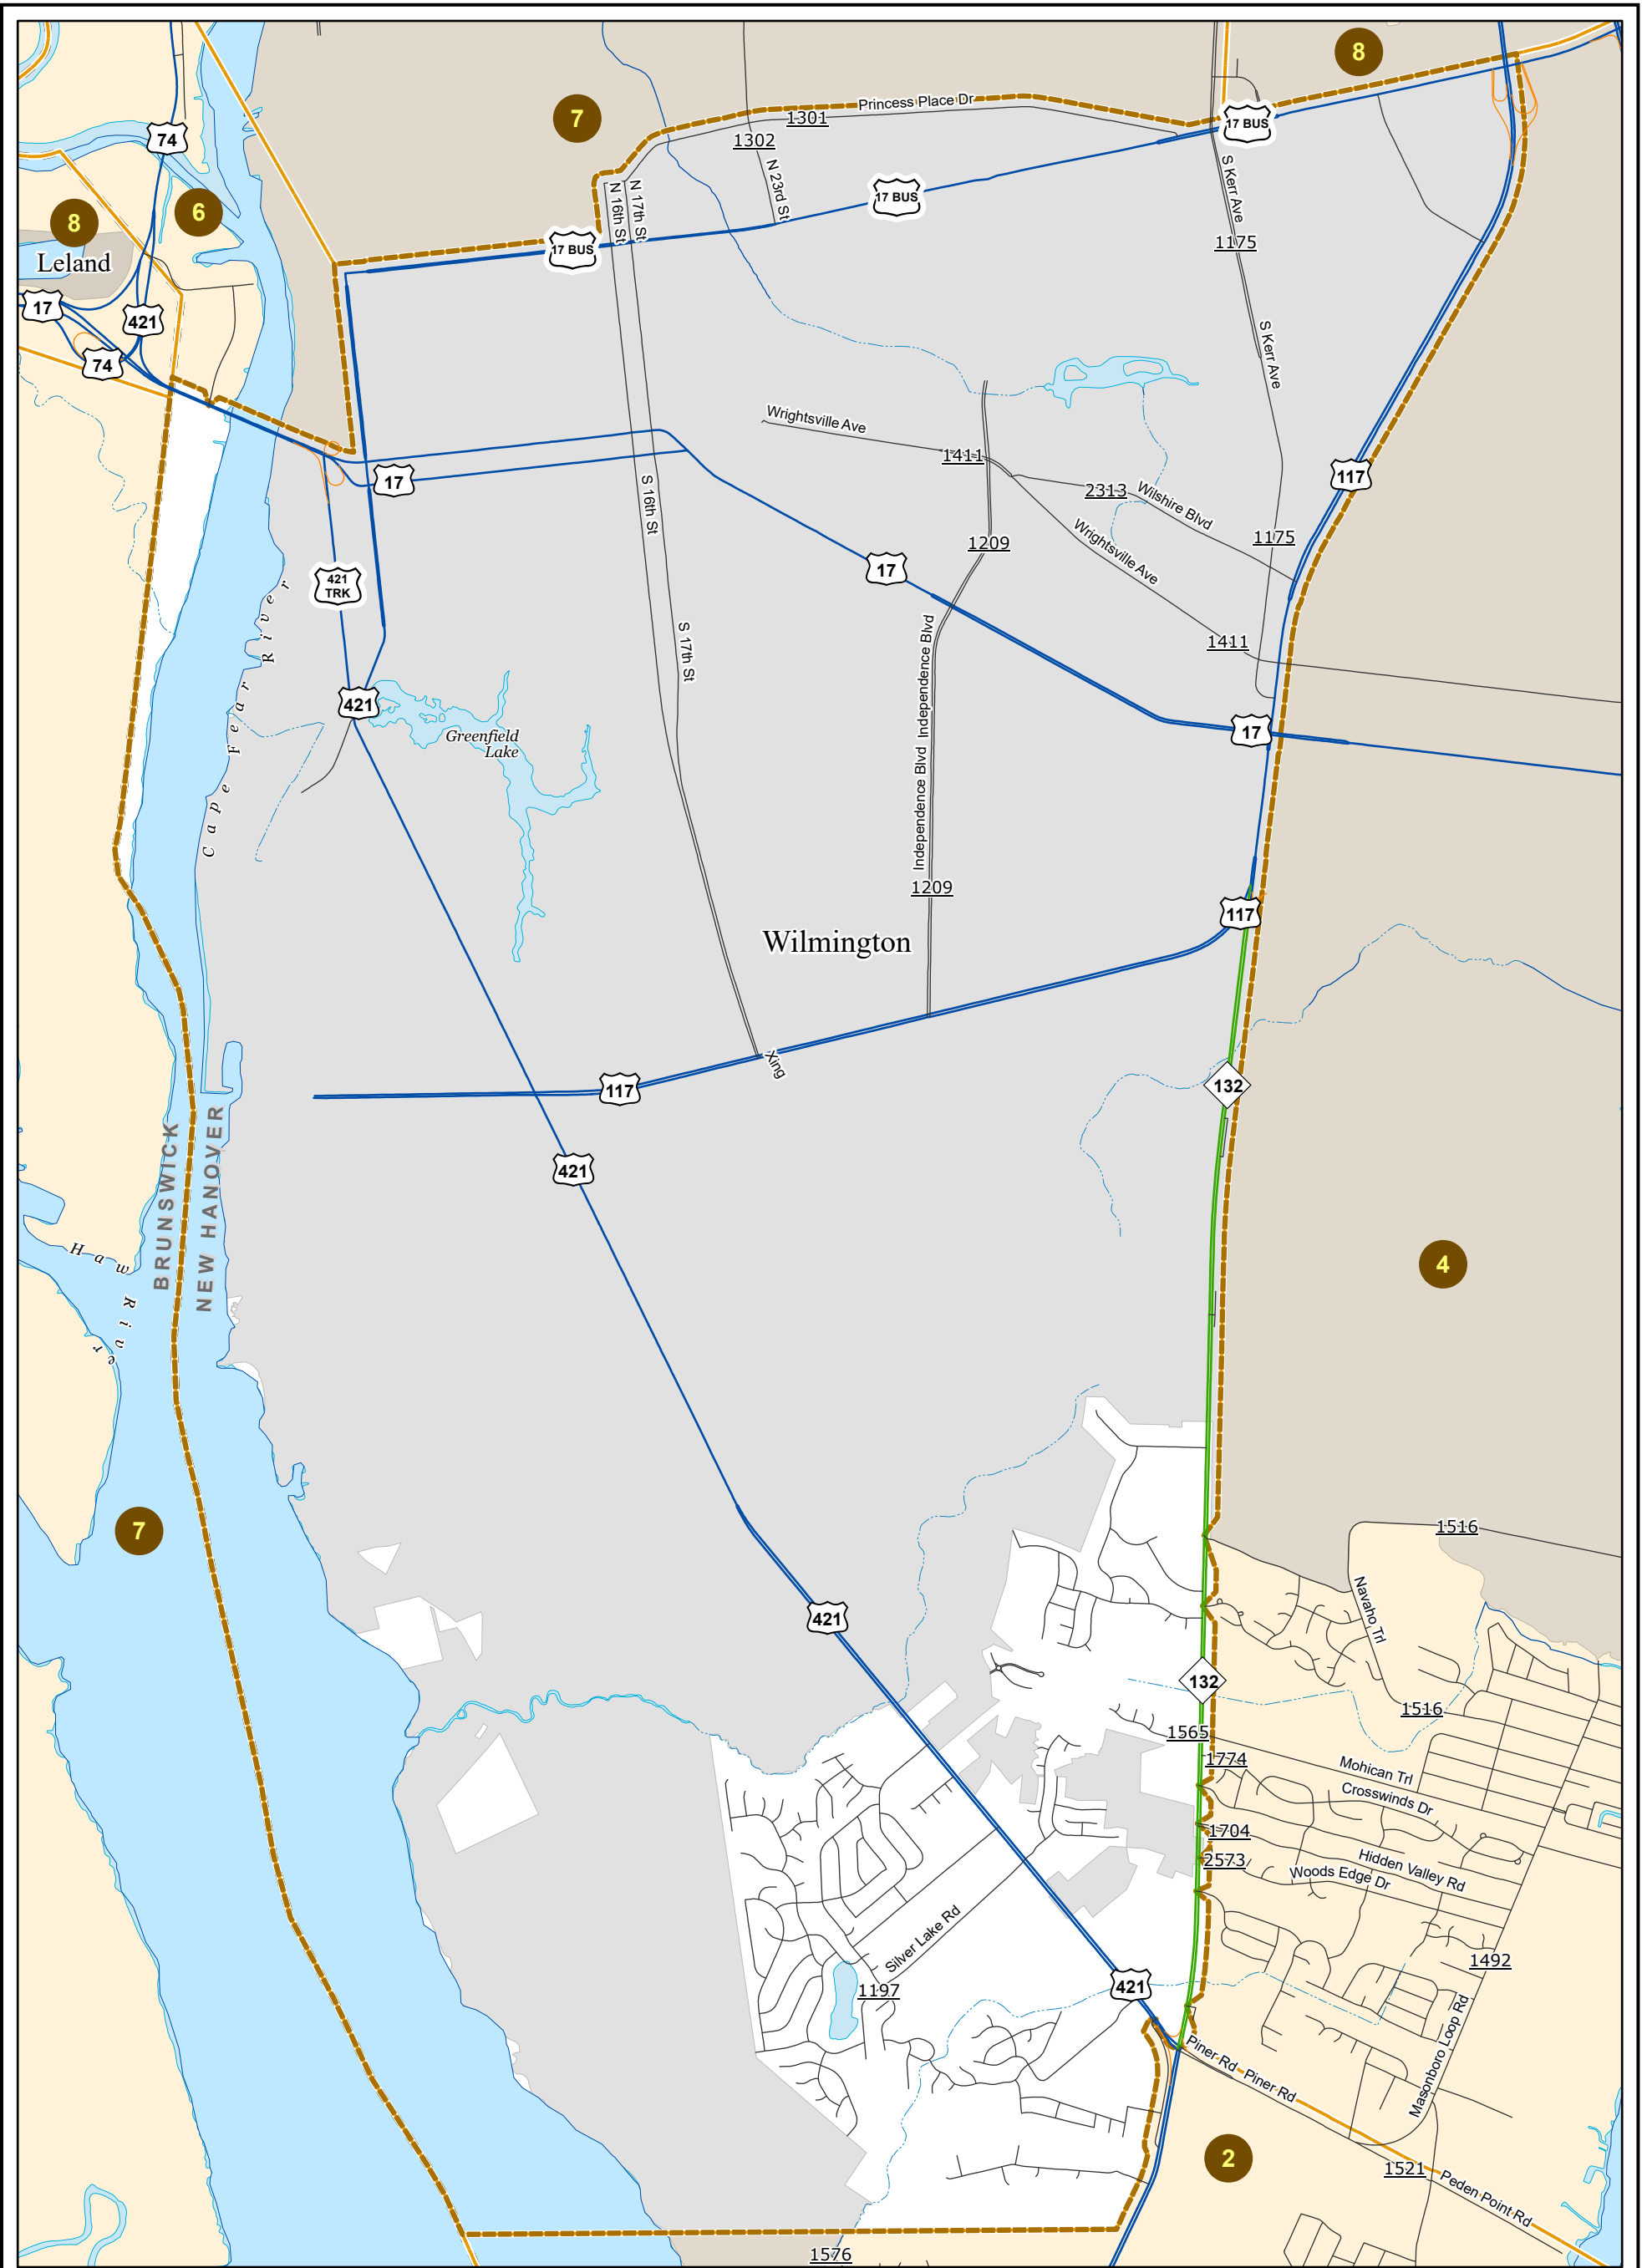 8
7
Princess Place Dr
1301
17 BUS
74
1302
S Kerr Ave
N 23rd St
N 17th St
N 16th St
17 BUS
8
6
17 BUS
1175
Leland
17
421
74
S Kerr Ave
Wrightsville Ave
1411
17
117
2313
Wilshire Blvd
S 16th St
Wrightsville Ave
1175
1209
17
421
TRK
Cape Fear River
S 17th St
Independence Blvd
Independence Blvd
1411
421
Greenfield
Lake
17
1209
117
Wilmington
Xing
117
132
421
BRUNSWICK
NEW HANOVER
Haw River
4
7
1516
Navaho Trl
421
132
1516
1565
1774
Mohican Trl
Crosswinds Dr
1704
2573
Hidden Valley Rd
Woods Edge Dr
Silver Lake Rd
1492
421
1197
Masonboro Loop Rd
Piner Rd
Piner Rd
2
1521
Peden Point Rd
1576